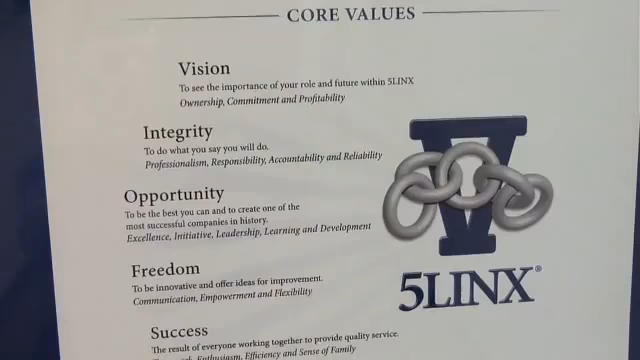 CORE VALUES
Vision
To see the importance of your role and future within 5LINX
Ownership, Commitment and Profitability
Integrity
To do what you say you will do.
Professionalism, Responsibility, Accountability and Reliability
Opportunity
To be the best you can and to create one of the
most successful companies in history.
Excellence, Initiative, Leadership, Learning and Development
Freedom
To be innovative and offer ideas for improvement.
Communication, Empowerment and Flexibility
Success
The result of everyone working together to provide quality service.
Enthusiasm, Efficiency and Sense of Family
V
5LINX®